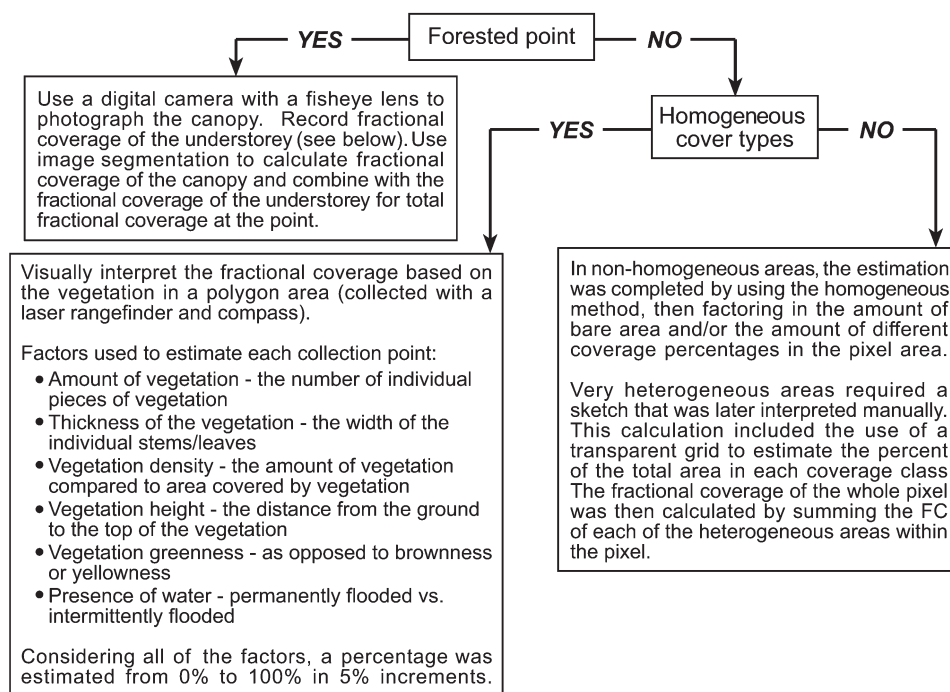 YES
Forested point
NO
Use a digital camera with a fisheye lens to
photograph the canopy. Record fractional
coverage of the understorey (see below). Use
image segmentation to calculate fractional
coverage of the canopy and combine with the
fractional coverage of the understorey for total
fractional coverage at the point.
YES
Homogeneous
cover types
NO
Visually interpret the fractional coverage based on
the vegetation in a polygon area (collected with a
laser rangefinder and compass).
Factors used to estimate each collection point:
• Amount of vegetation - the number of individual
pieces of vegetation
• Thickness of the vegetation - the width of the
individual stems/leaves
• Vegetation density - the amount of vegetation
compared to area covered by vegetation
• Vegetation height - the distance from the ground
to the top of the vegetation
• Vegetation greenness - as opposed to brownness
or yellowness
• Presence of water - permanently flooded vs.
intermittently flooded
Considering all of the factors, a percentage was
estimated from 0% to 100% in 5% increments.
In non-homogeneous areas, the estimation
was completed by using the homogeneous
method, then factoring in the amount of
bare area and/or the amount of different
coverage percentages in the pixel area.
Very heterogeneous areas required a
sketch that was later interpreted manually.
This calculation included the use of a
transparent grid to estimate the percent
of the total area in each coverage class
The fractional coverage of the whole pixel
was then calculated by summing the FC
of each of the heterogeneous areas within
the pixel.